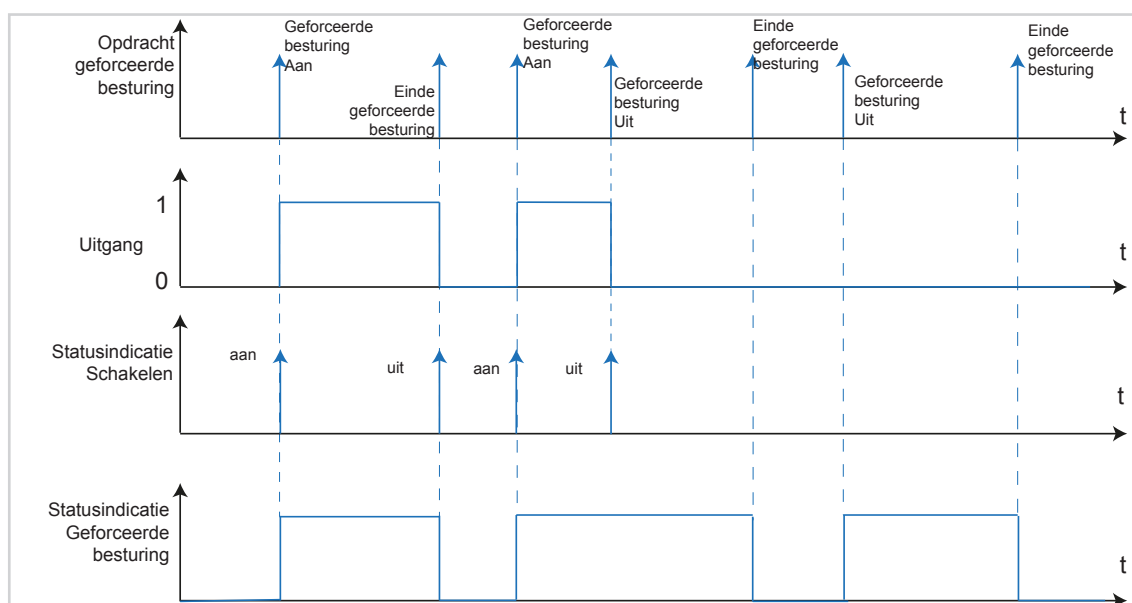 Opdracht
geforceerde
besturing
Geforceerde
besturing
Aan
Einde
geforceerde
besturing
Geforceerde
besturing
Aan
Geforceerde
besturing
Uit
Einde
geforceerde
besturing
Geforceerde
besturing
Uit
Einde
geforceerde
besturing
t
1
Uitgang
0
t
Statusindicatie
Schakelen
aan
uit
aan
uit
t
Statusindicatie
Geforceerde
besturing
t